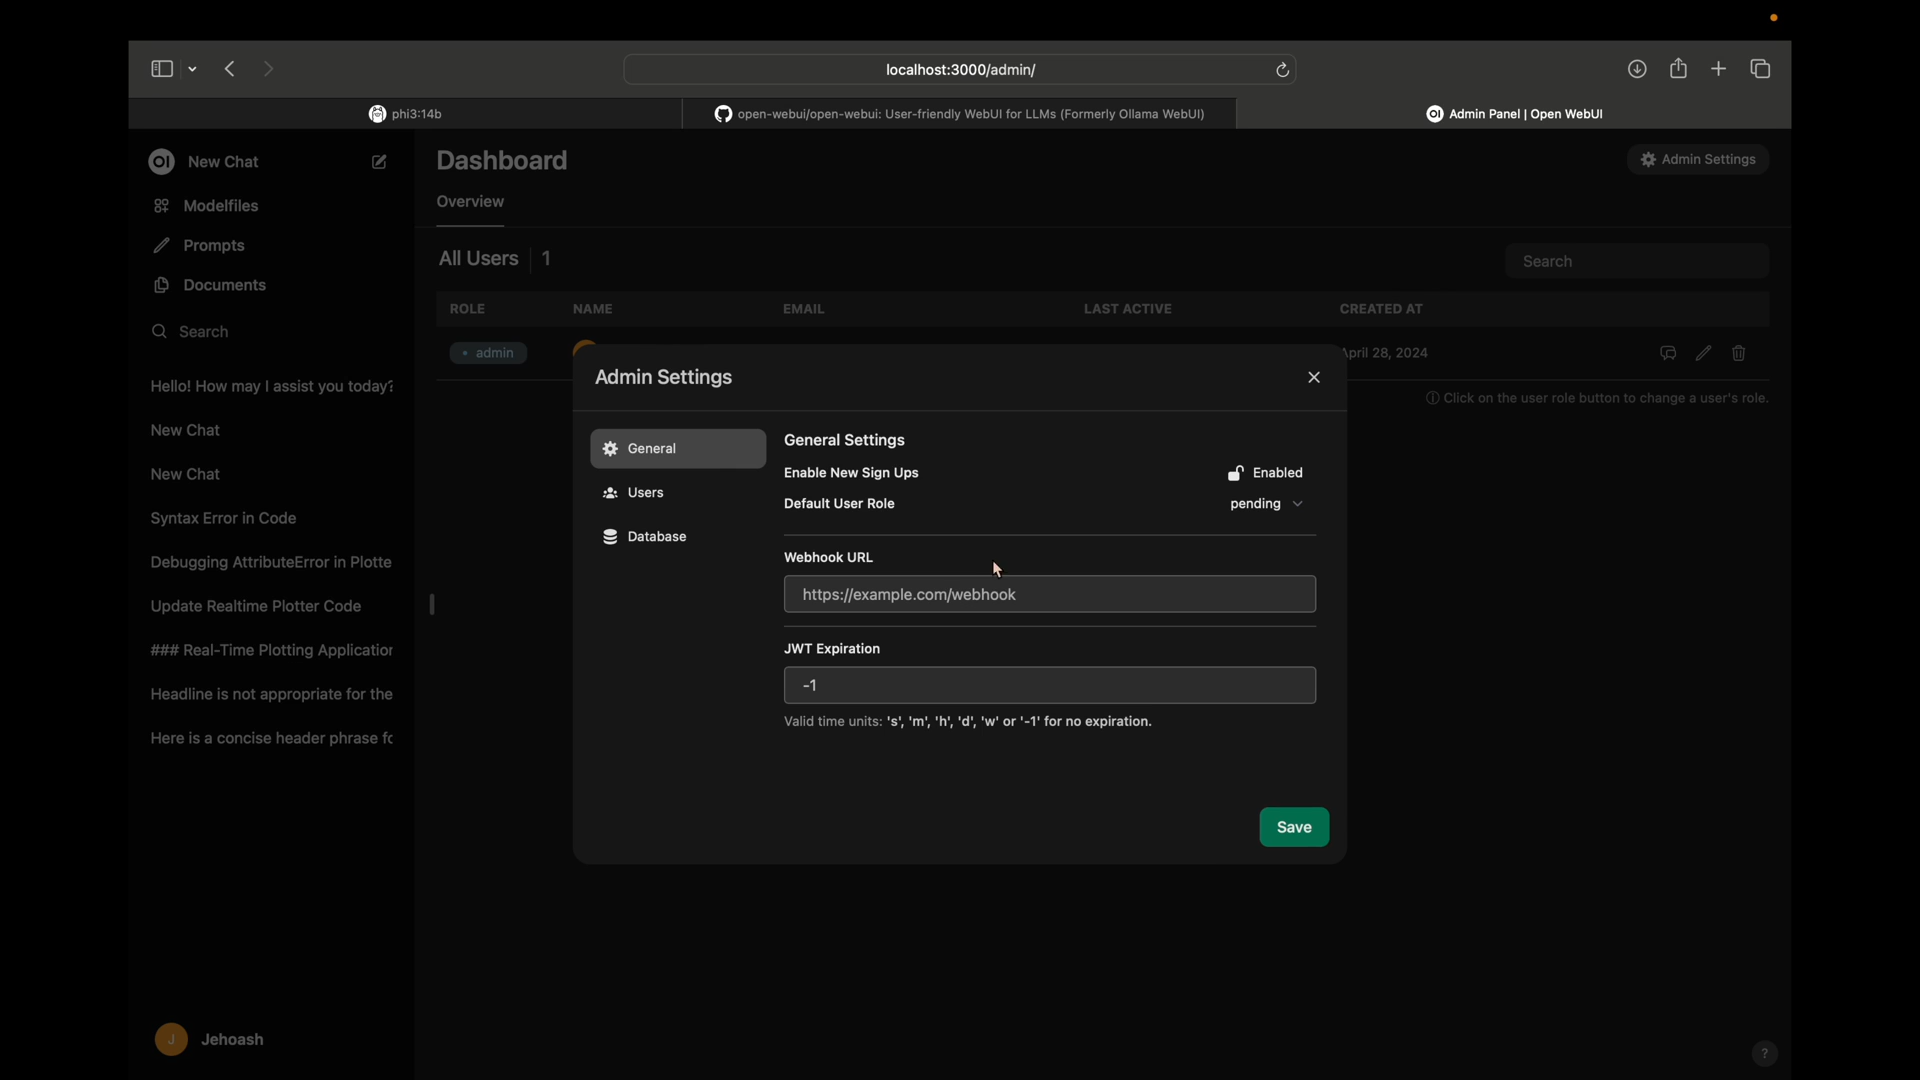 localhost:3000/admin/
phi3:14b
open-webui/open-webui: User-friendly WebUI for LLMs (Formerly Ollama WebUI)
OI Admin Panel | Open WebUI
OI New Chat
Modelfiles
Prompts
Documents
Search
Hello! How may I assist you today?
New Chat
New Chat
Syntax Error in Code
Debugging AttributeError in Plotte
Update Realtime Plotter Code
### Real-Time Plotting Application
Headline is not appropriate for the
Here is a concise header phrase fo
J Jehoash
Dashboard
Admin Settings
Overview
All Users 1
Search
ROLE NAME EMAIL LAST ACTIVE CREATED AT
admin April 28, 2024
Click on the user role button to change a user's role.
Admin Settings
General
Users
Database
General Settings
Enable New Sign Ups Enabled
Default User Role pending
Webhook URL
https://example.com/webhook
JWT Expiration
-1
Valid time units: 's', 'm', 'h', 'd', 'w' or '-1' for no expiration.
Save
?